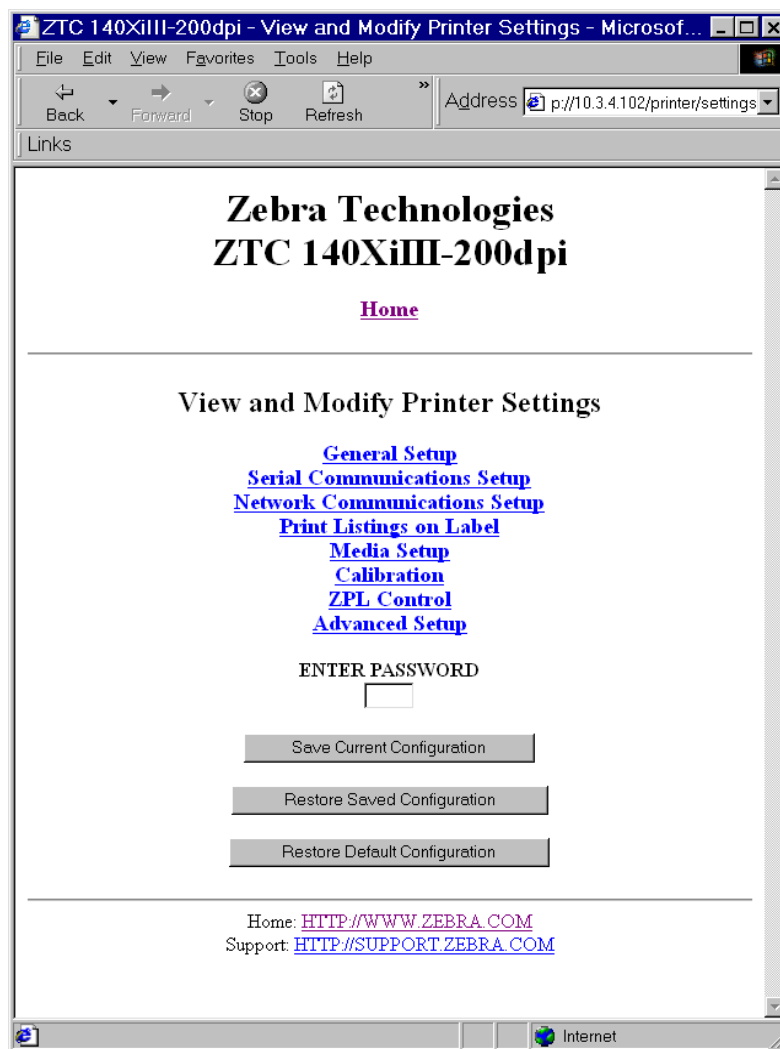 ZTC 140XiIII-200dpi - View and Modify Printer Settings - Microsof...
File Edit View Favorites Tools Help
Back Forward Stop Refresh » Address p://10.3.4.102/printer/settings
Links
Zebra Technologies
ZTC 140XiIII-200dpi
Home
View and Modify Printer Settings
General Setup
Serial Communications Setup
Network Communications Setup
Print Listings on Label
Media Setup
Calibration
ZPL Control
Advanced Setup
ENTER PASSWORD
Save Current Configuration
Restore Saved Configuration
Restore Default Configuration
Home: HTTP://WWW.ZEBRA.COM
Support: HTTP://SUPPORT.ZEBRA.COM
Internet